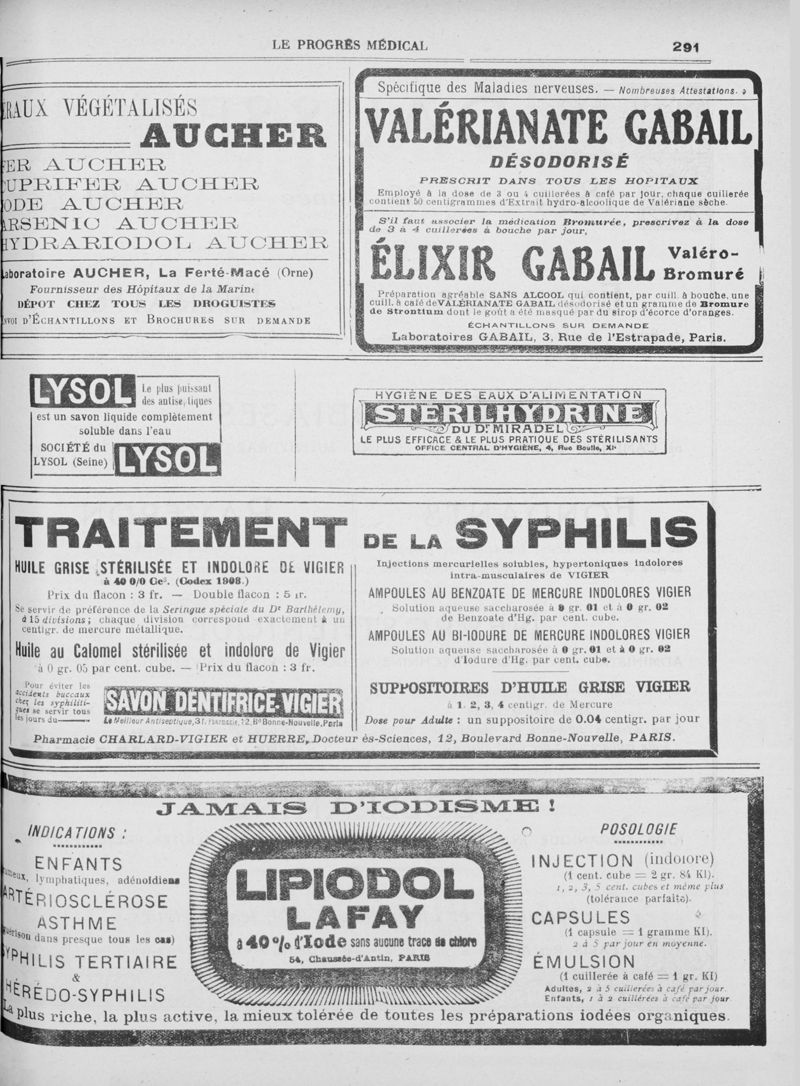 LE PROGRÈS MÉDICAL
291
VÉGÉTALISÉS
AUCHER
AUCHER
AUCHER
AUCHER
AUCHER
AUCHER
AUCHER, La Ferté-Macé (Orne)
Fournisseur des Hôpitaux de la Marine
DÉPOT CHEZ TOUS LES DROGUISTES
D'ÉCHANTILLONS ET BROCHURES SUR DEMANDE
Spécifique des Maladies nerveuses. — Nombreuses Attestations.
VALÉRIANATE GABAIL
DÉSODORISÉ
PRESCRIT DANS TOUS LES HOPITAUX
Employé à la dose de 3 ou 4 cuillerées à café par jour, chaque cuillerée
contient 50 centigrammes d'Extrait hydro-alcoolique de Valériane sèche.
S'il faut associer la médication Bromurée, prescrivez à la dose
de 3 à 4 cuillerées à bouche par jour,
ÉLIXIR GABAIL Valéro-
Bromuré
Préparation agréable SANS ALCOOL qui contient, par cuill. à bouche, une
cuill. à café de VALÉRIANATE GABAIL désodorisé et un gramme de Bromure
de Strontium dont le goût a été masqué par du sirop d'écorce d'oranges.
ÉCHANTILLONS SUR DEMANDE
Laboratoires GABAIL, 3, Rue de l'Estrapade, Paris.
LYSOL
Le plus puissant
des antiseptiques
est un savon liquide complètement
soluble dans l'eau
SOCIÉTÉ du
LYSOL (Seine)
LYSOL
HYGIÈNE DES EAUX D'ALIMENTATION
STÉRILHYDRINE
DU Dr. MIRADEL
LE PLUS EFFICACE & LE PLUS PRATIQUE DES STÉRILISANTS
OFFICE CENTRAL D'HYGIÈNE, 4, Rue Boulle, XIe
TRAITEMENT DE LA SYPHILIS
HUILE GRISE STÉRILISÉE ET INDOLORE DE VIGIER
à 40 0/0 Cc³. (Codex 1908.)
Prix du flacon : 3 fr. — Double flacon : 5 fr.
Se servir de préférence de la Seringue spéciale du Dr Barthélemy,
à 15 divisions ; chaque division correspond exactement à un
centigr. de mercure métallique.
Huile au Calomel stérilisée et indolore de Vigier
à 0 gr. 05 par cent. cube. — Prix du flacon : 3 fr.
Pour éviter les
accidents buccaux
chez les syphiliti-
ques se servir tous
les jours du
SAVON DENTIFRICE VIGIER
Le Meilleur Antiseptique, 3f. Pharmacie, 12, Bd Bonne-Nouvelle, Paris
Injections mercurielles solubles, hypertoniques indolores
intra-musculaires de VIGIER
AMPOULES AU BENZOATE DE MERCURE INDOLORES VIGIER
Solution aqueuse saccharosée à 0 gr. 01 et à 0 gr. 02
de Benzoate d'Hg. par cent. cube.
AMPOULES AU BI-IODURE DE MERCURE INDOLORES VIGIER
Solution aqueuse saccharosée à 0 gr. 01 et à 0 gr. 02
d'Iodure d'Hg. par cent. cube.
SUPPOSITOIRES D'HUILE GRISE VIGIER
à 1. 2, 3, 4 centigr. de Mercure
Dose pour Adulte : un suppositoire de 0.04 centigr. par jour
Pharmacie CHARLARD-VIGIER et HUERRE, Docteur ès-Sciences, 12, Boulevard Bonne-Nouvelle, PARIS.
JAMAIS D'IODISME !
INDICATIONS :
ENFANTS
lymphatiques, adénoïdiens
ARTÉRIOSCLÉROSE
ASTHME
dans presque tous les cas)
SYPHILIS TERTIAIRE
&
HÉRÉDO-SYPHILIS
LIPIODOL
LAFAY
à 40% d'Iode sans aucune trace de chlore
54, Chaussée-d'Antin, PARIS
POSOLOGIE
INJECTION (indolore)
(1 cent. cube = 2 gr. 84 KI).
1, 2, 3, 5 cent. cubes et même plus
(tolérance parfaite).
CAPSULES
(1 capsule = 1 gramme KI).
2 à 5 par jour en moyenne.
ÉMULSION
(1 cuillerée à café = 1 gr. KI)
Adultes, 2 à 5 cuillerées à café par jour.
Enfants, 1 à 2 cuillérées à café par jour
La plus riche, la plus active, la mieux tolérée de toutes les préparations iodées organiques.